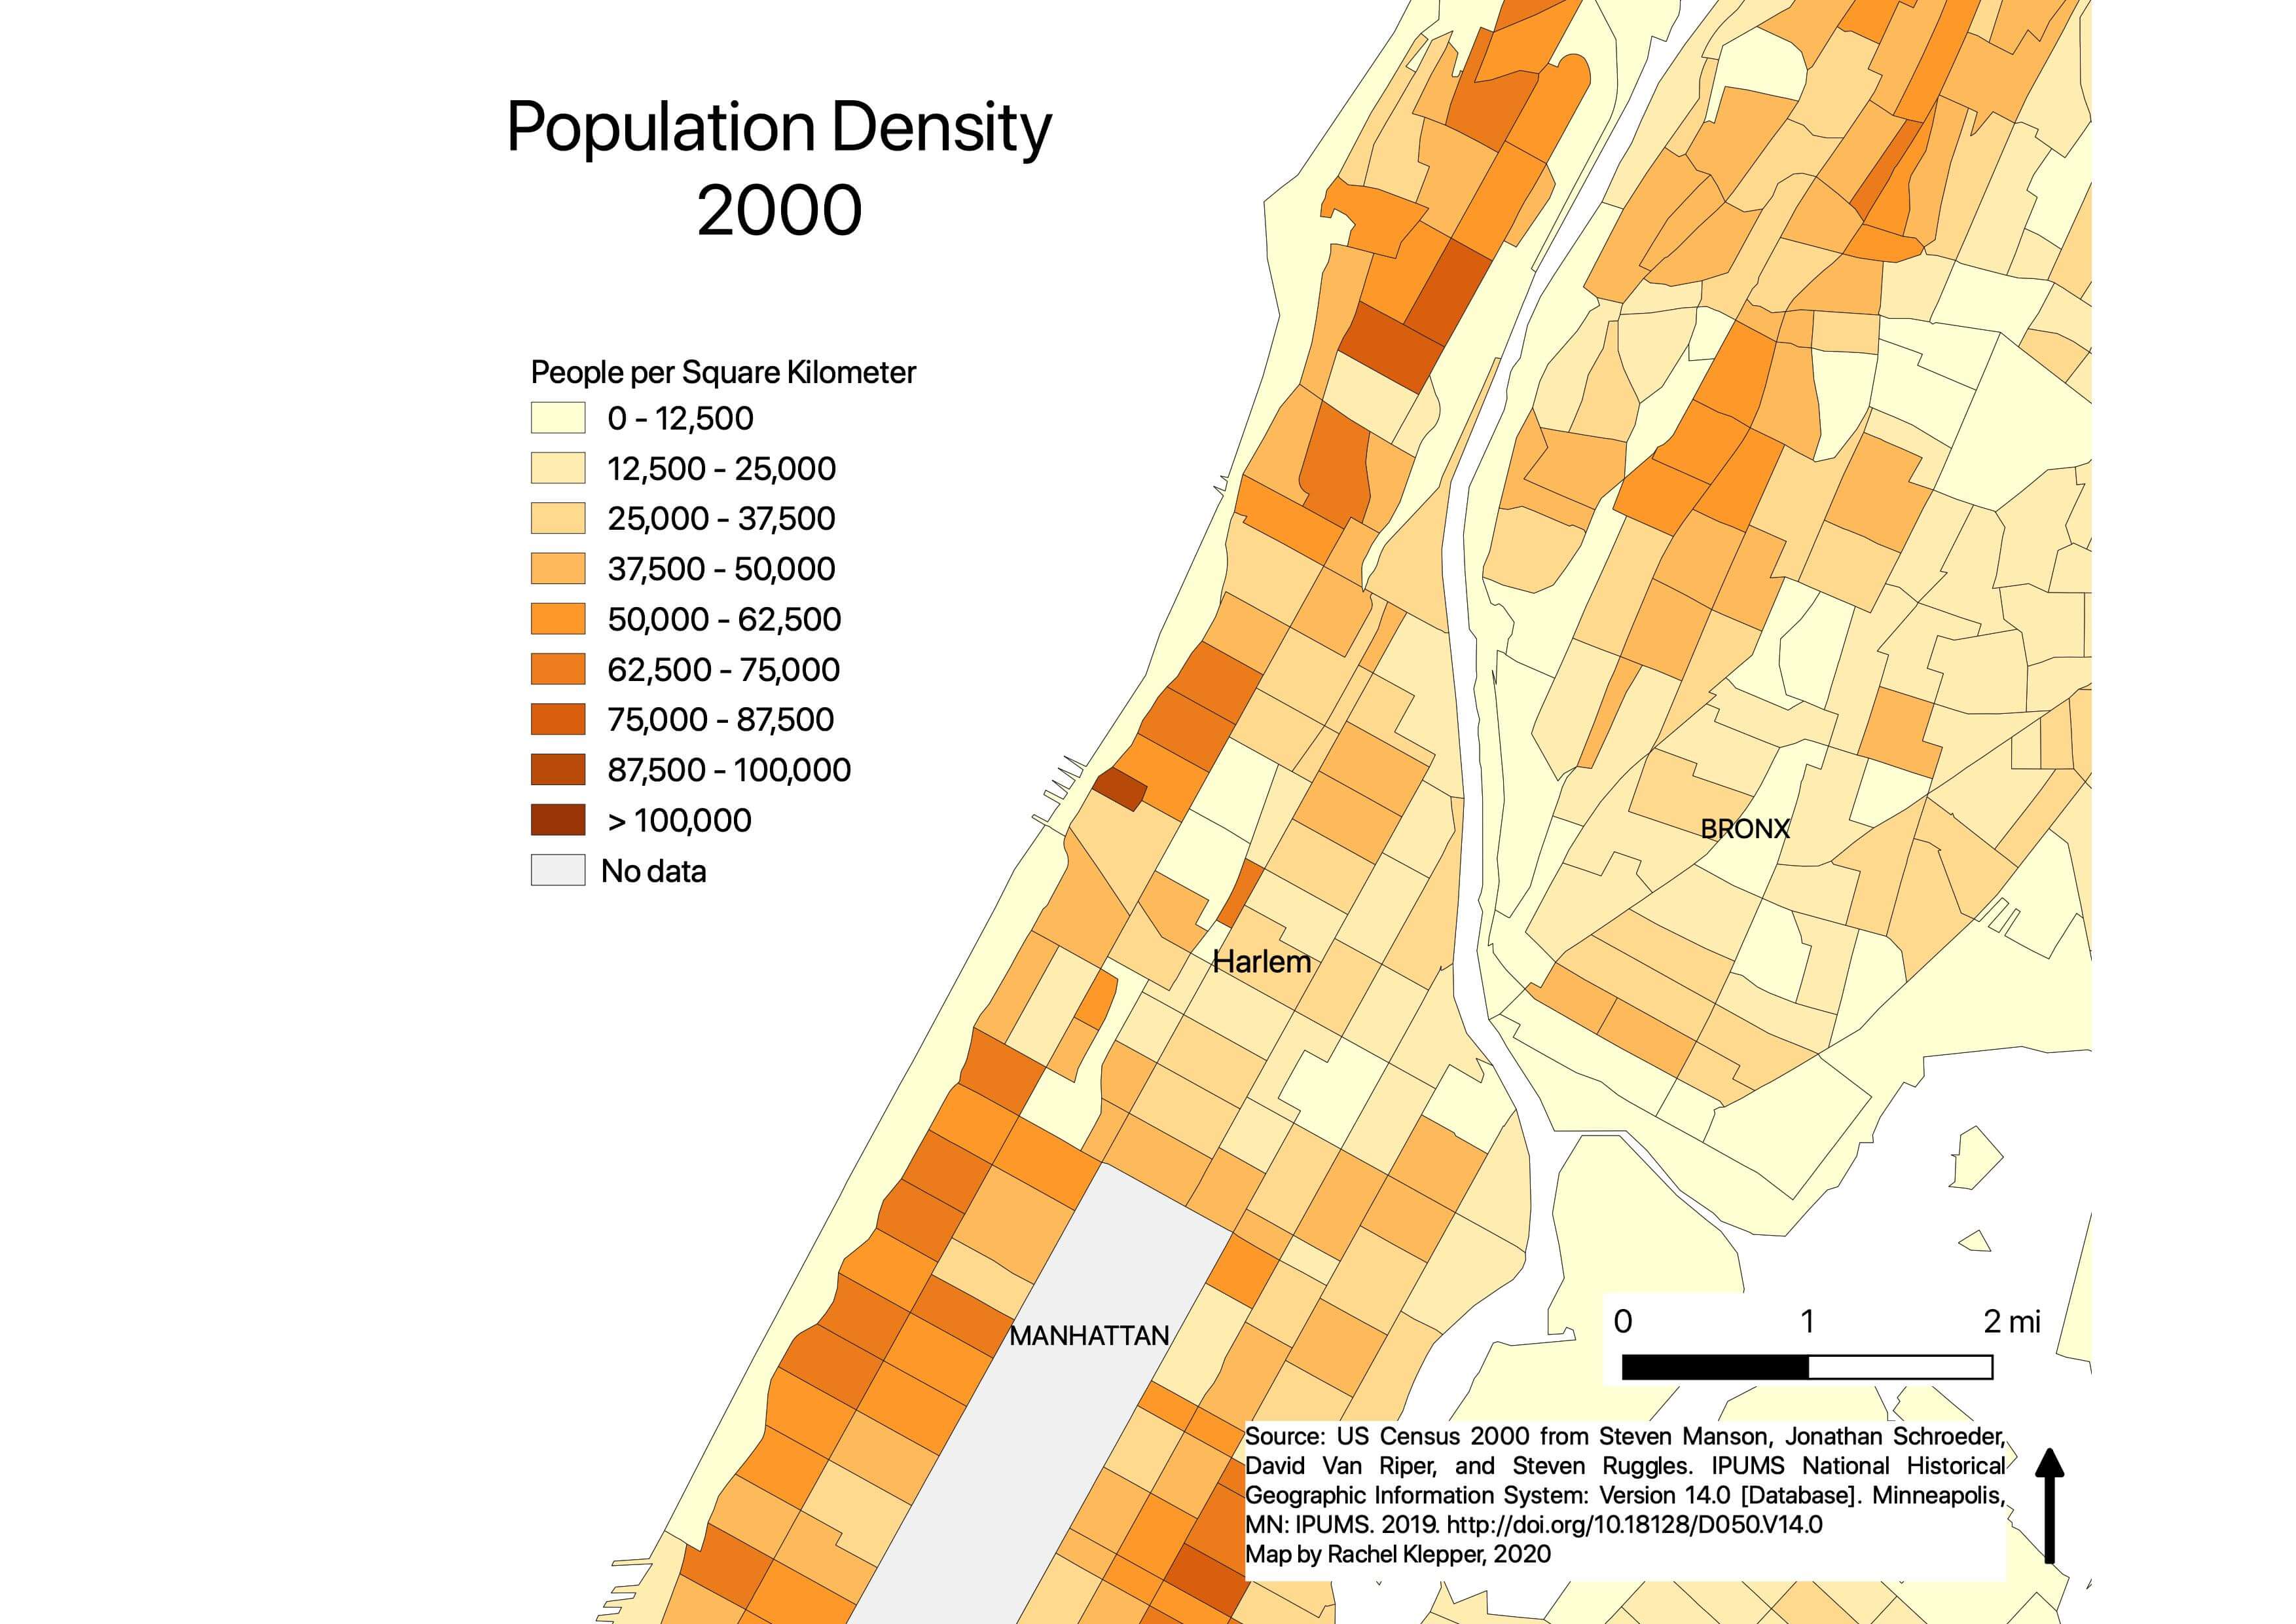 Population Density
2000
People per Square Kilometer
0 - 12,500
12,500 - 25,000
25,000 - 37,500
37,500 - 50,000
50,000 - 62,500
62,500 - 75,000
75,000 - 87,500
87,500 - 100,000
> 100,000
No data
BRONX
Harlem
MANHATTAN
0 1 2 mi
Source: US Census 2000 from Steven Manson, Jonathan Schroeder,
David Van Riper, and Steven Ruggles. IPUMS National Historical
Geographic Information System: Version 14.0 [Database]. Minneapolis,
MN: IPUMS. 2019. http://doi.org/10.18128/D050.V14.0
Map by Rachel Klepper, 2020